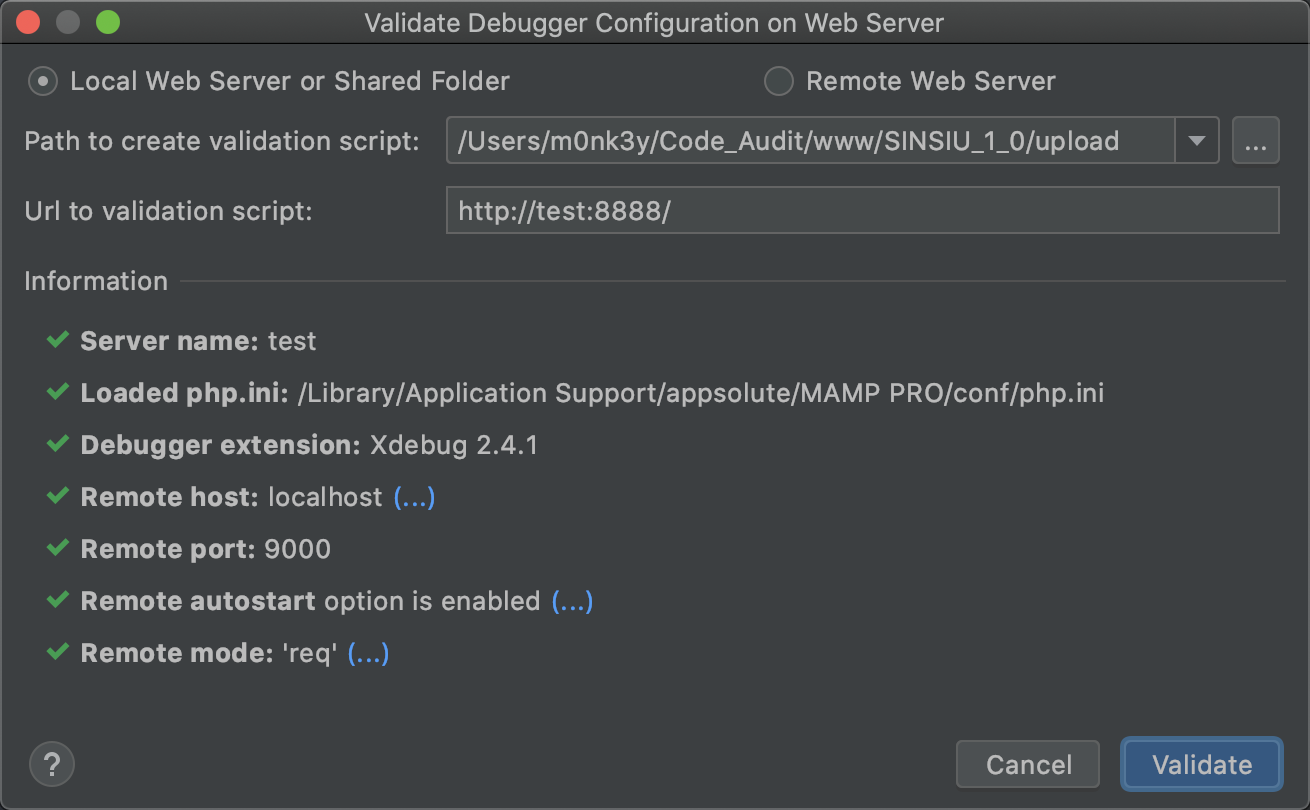 Validate Debugger Configuration on Web Server
Local Web Server or Shared Folder
Remote Web Server
Path to create validation script:
/Users/m0nk3y/Code_Audit/www/SINSIU_1_0/upload
...
Url to validation script:
http://test:8888/
Information
Server name: test
Loaded php.ini: /Library/Application Support/appsolute/MAMP PRO/conf/php.ini
Debugger extension: Xdebug 2.4.1
Remote host: localhost (...)
Remote port: 9000
Remote autostart option is enabled (...)
Remote mode: 'req' (...)
?
Cancel
Validate